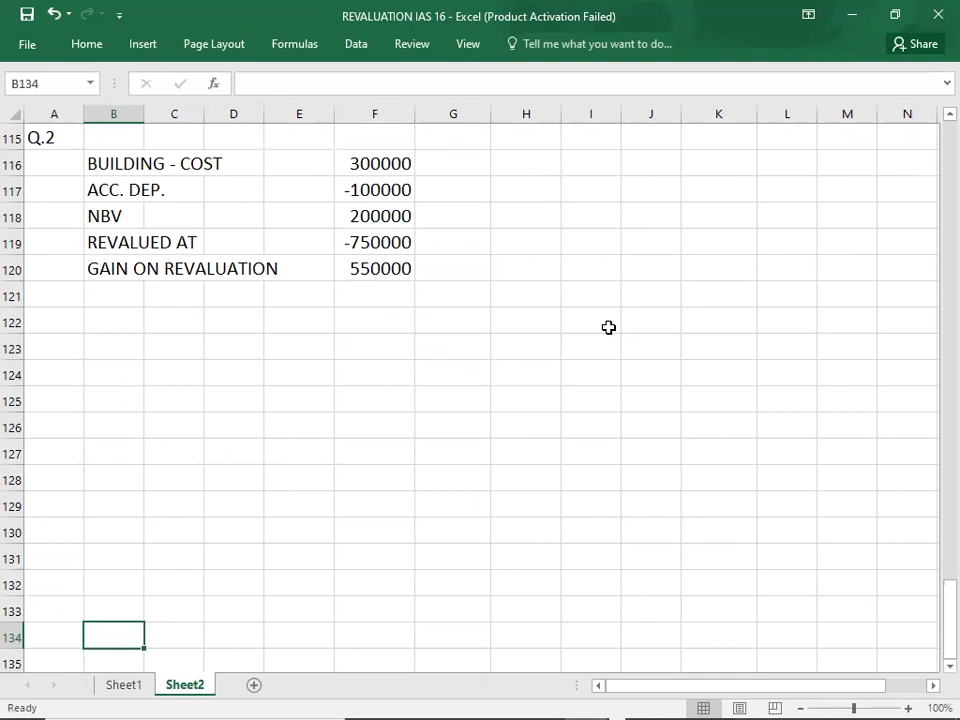 REVALUATION IAS 16 - Excel (Product Activation Failed)
File Home Insert Page Layout Formulas Data Review View Tell me what you want to do... Share
B134 fx
A B C D E F G H I J K L M N
115 Q.2
116 BUILDING - COST 300000
117 ACC. DEP. -100000
118 NBV 200000
119 REVALUED AT -750000
120 GAIN ON REVALUATION 550000
121
122
123
124
125
126
127
128
129
130
131
132
133
134
135
Sheet1 Sheet2
Ready 100%